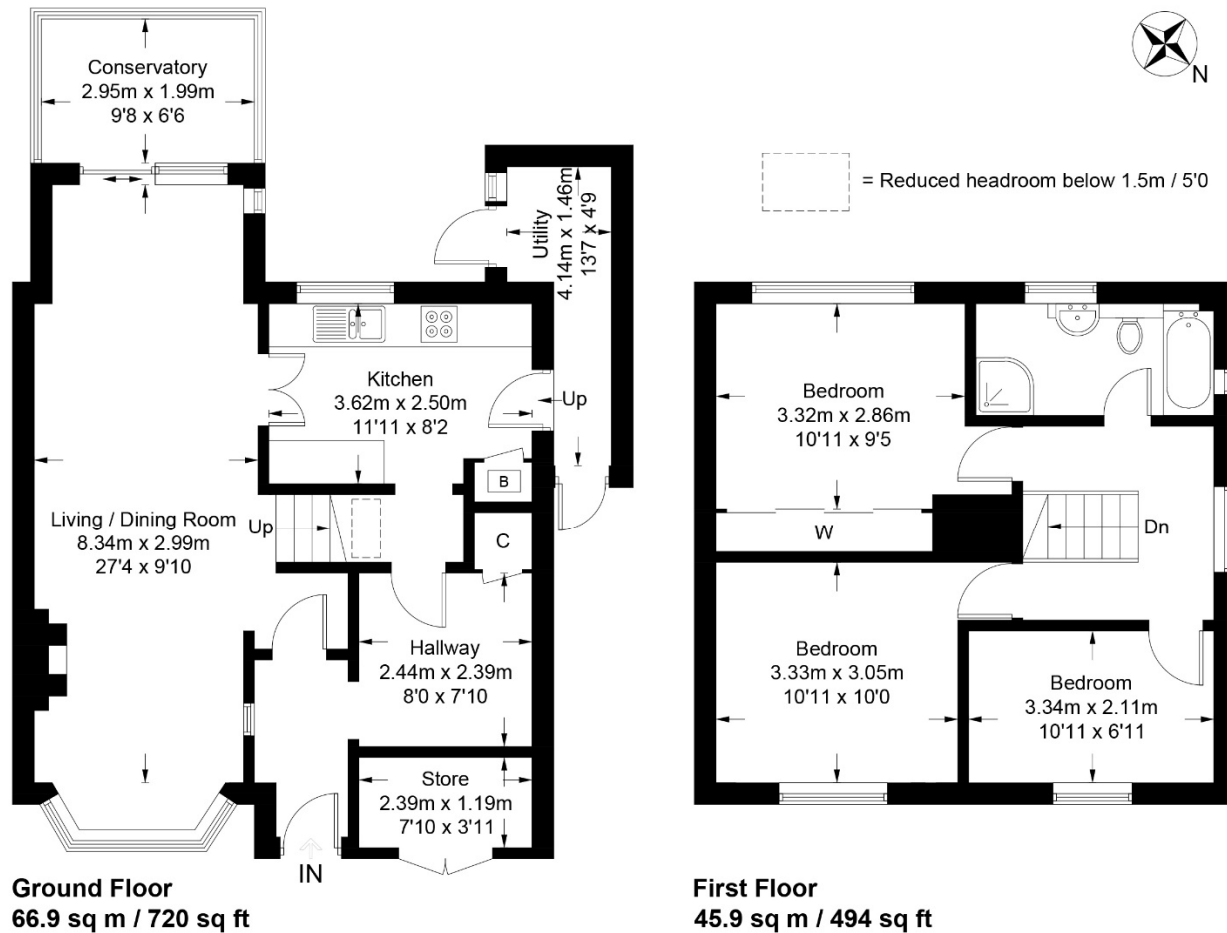 Conservatory
2.95m x 1.99m
9'8 x 6'6
N
= Reduced headroom below 1.5m / 5'0
Utility
4.14m x 1.46m
13'7 x 4'9
Kitchen
3.62m x 2.50m
11'11 x 8'2
Up
B
Living / Dining Room
8.34m x 2.99m
27'4 x 9'10
Up
C
Hallway
2.44m x 2.39m
8'0 x 7'10
Store
2.39m x 1.19m
7'10 x 3'11
IN
Bedroom
3.32m x 2.86m
10'11 x 9'5
W
Dn
Bedroom
3.33m x 3.05m
10'11 x 10'0
Bedroom
3.34m x 2.11m
10'11 x 6'11
Ground Floor
66.9 sq m / 720 sq ft
First Floor
45.9 sq m / 494 sq ft